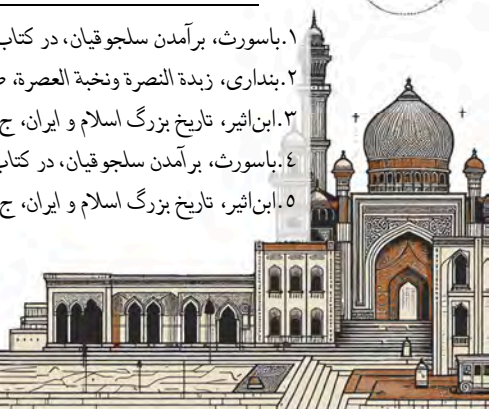 ۱.باسورث، برآمدن سلجوقیان، در کتاب
۲.بنداری، زبدة النصرة ونخبة العصرة،
۳.ابن‌اثیر، تاریخ بزرگ اسلام و ایران، ج
٤.باسورث، برآمدن سلجوقیان، در کتاب
٥.ابن‌اثیر، تاریخ بزرگ اسلام و ایران، ج